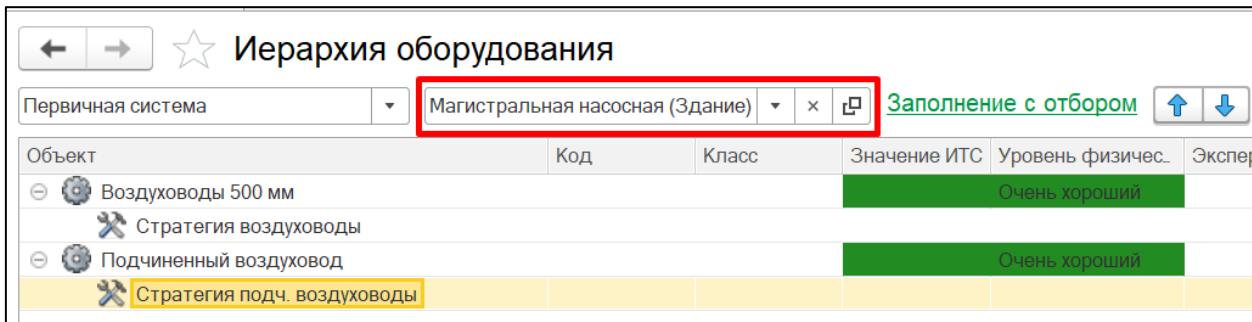 Иерархия оборудования
Первичная система Магистральная насосная (Здание) Заполнение с отбором
Объект Код Класс Значение ИТС Уровень физичес... Экспер
Воздуховоды 500 мм Очень хороший
Стратегия воздуховоды
Подчиненный воздуховод Очень хороший
Стратегия подч. воздуховоды